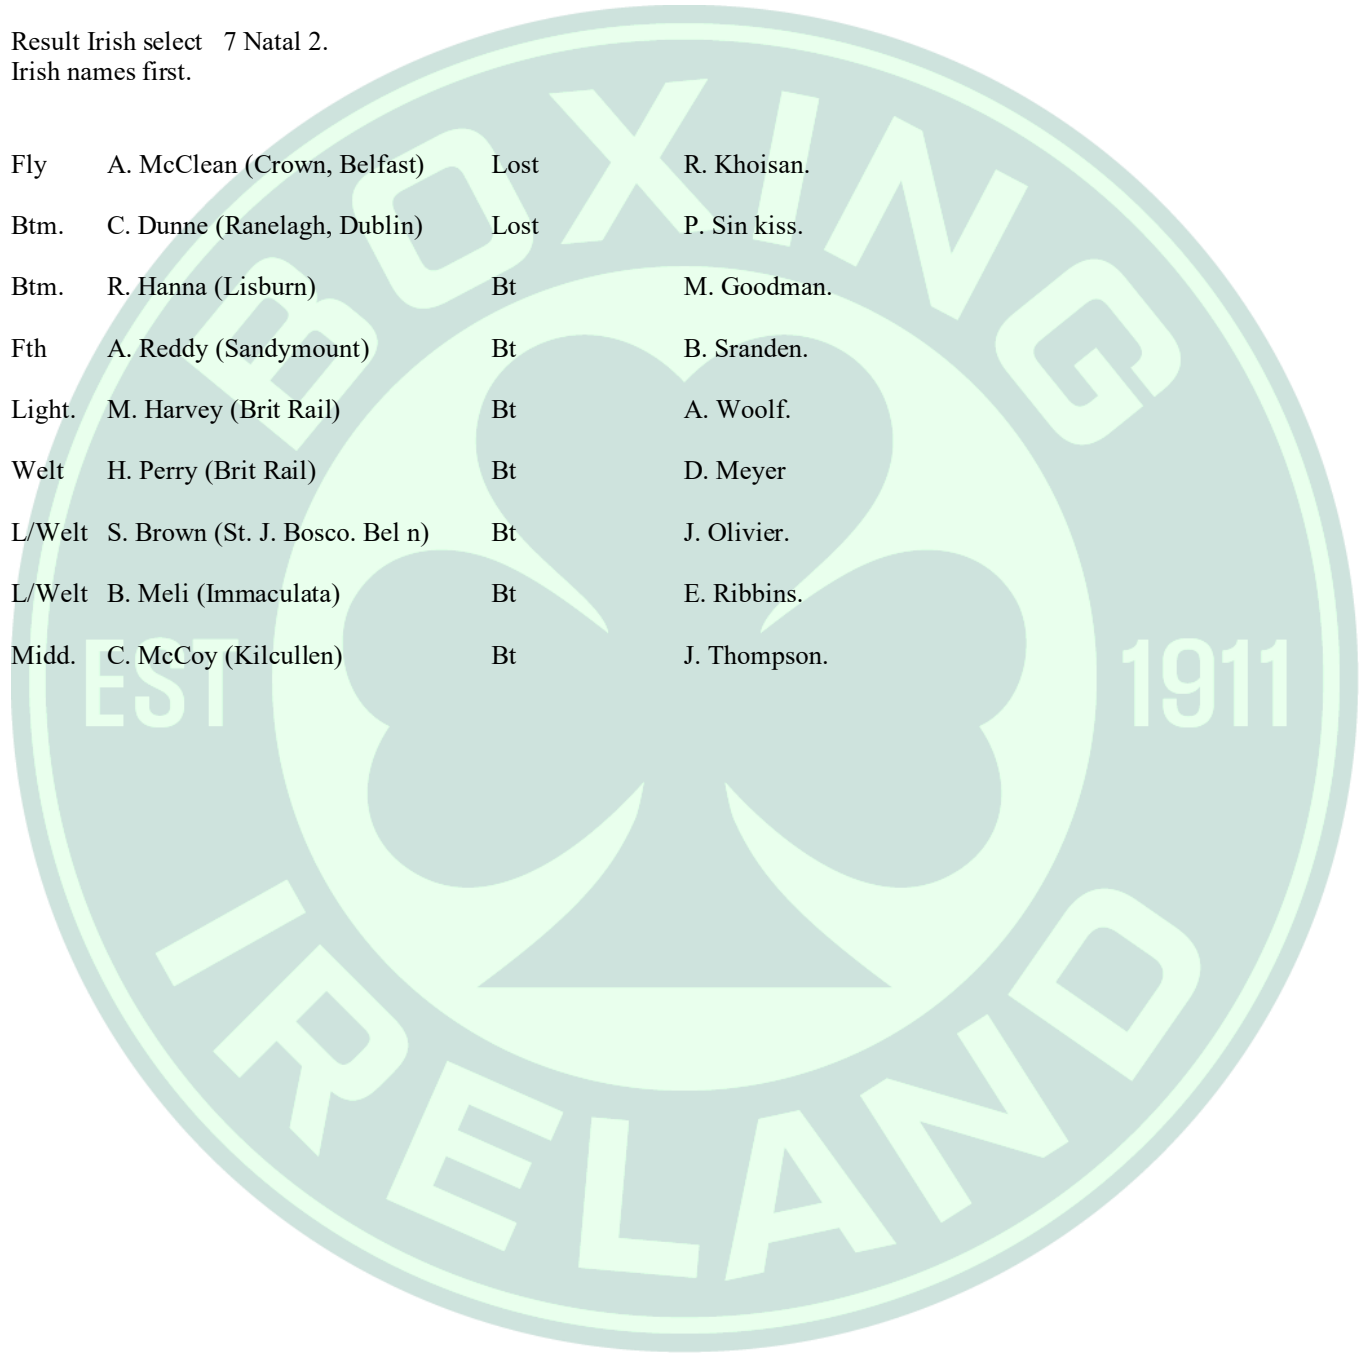 Result Irish select 7 Natal 2.
Irish names first.
Fly A. McClean (Crown, Belfast) Lost R. Khoisan.
Btm. C. Dunne (Ranelagh, Dublin) Lost P. Sin kiss.
Btm. R. Hanna (Lisburn) Bt M. Goodman.
Fth A. Reddy (Sandymount) Bt B. Sranden.
Light. M. Harvey (Brit Rail) Bt A. Woolf.
Welt H. Perry (Brit Rail) Bt D. Meyer
L/Welt S. Brown (St. J. Bosco. Bel n) Bt J. Olivier.
L/Welt B. Meli (Immaculata) Bt E. Ribbins.
Midd. C. McCoy (Kilcullen) Bt J. Thompson.
BOXING
EST 1911
IRELAND